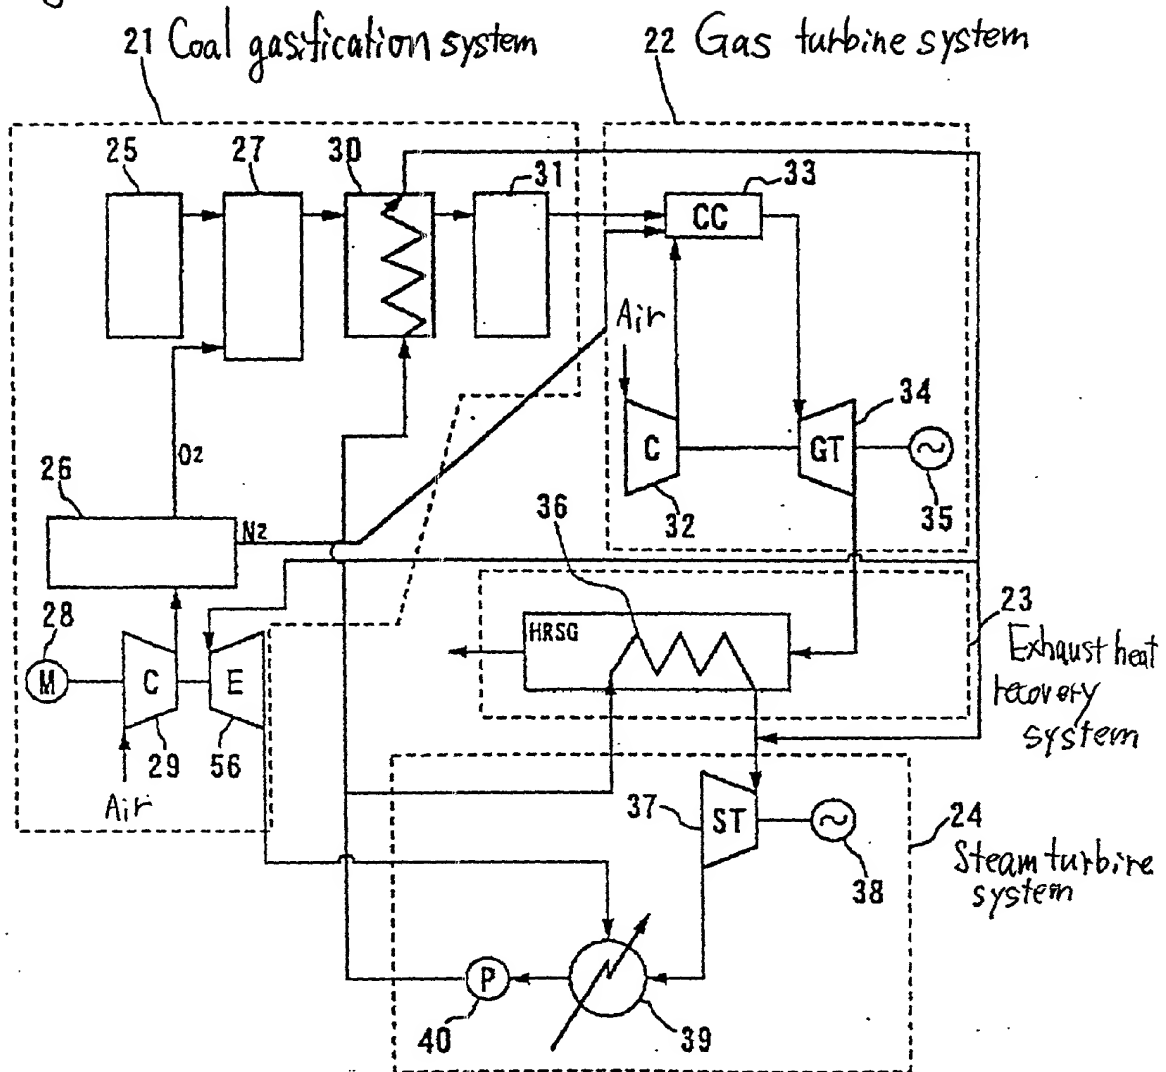 21 Coal gasification system
22 Gas turbine system
25
27
30
31
33
CC
Air
34
C
GT
O2
26
32
35
N2
36
28
23
HRSG
Exhaust heat
recovery
system
M
C
E
29
56
Air
37
ST
24
Steam turbire
system
38
P
40
39